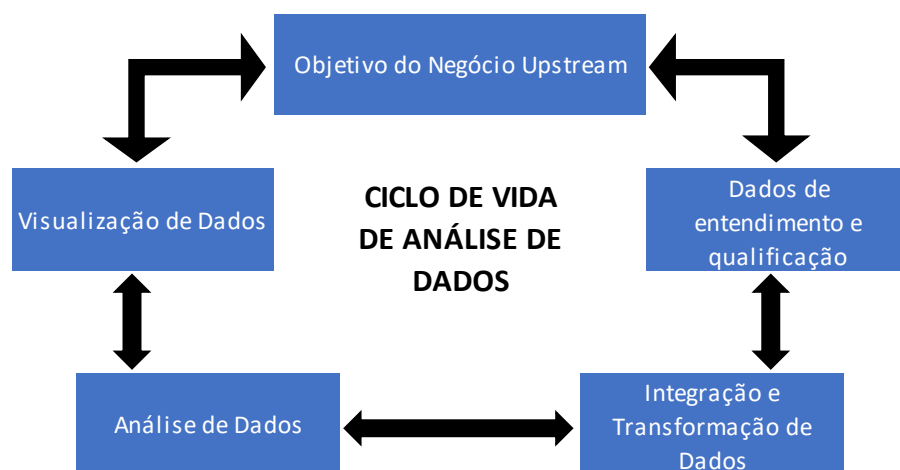 Objetivo do Negócio Upstream
Visualização de Dados
CICLO DE VIDA
DE ANÁLISE DE
DADOS
Dados de
entendimento e
qualificação
Análise de Dados
Integração e
Transformação de
Dados